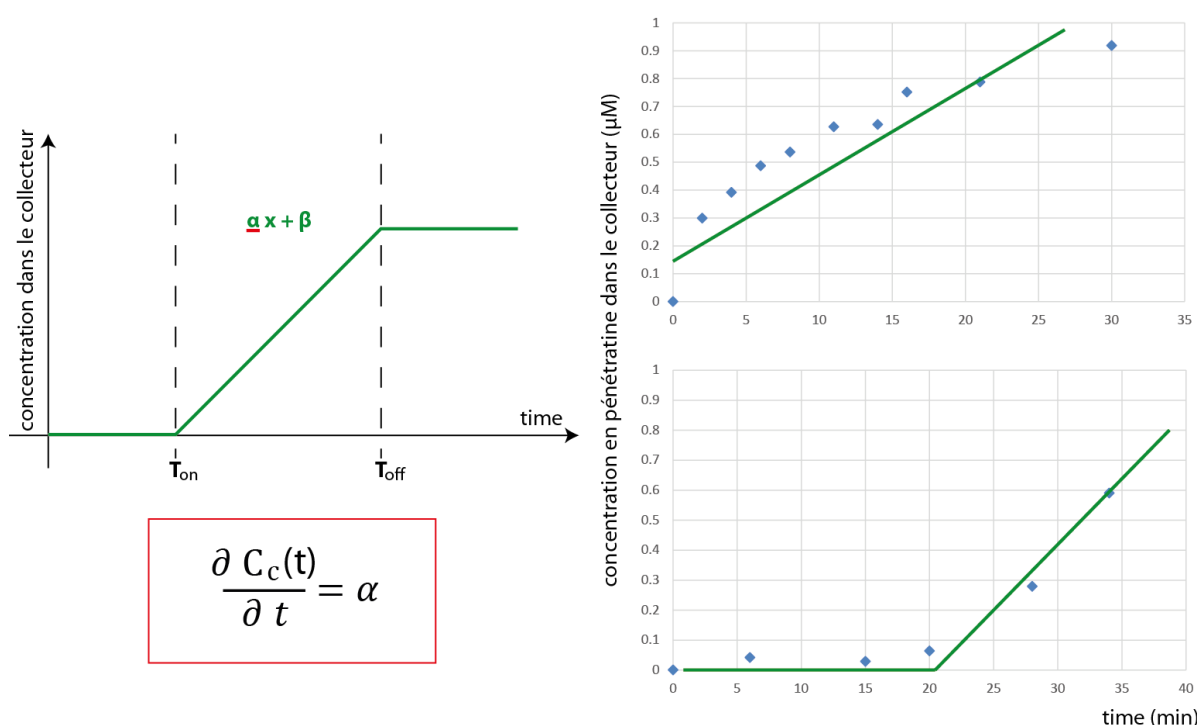 concentration dans le collecteur
α x + β
time
Ton
Toff
∂ Cc(t)
∂ t
= α
concentration en pénétratine dans le collecteur (µM)
1
0.9
0.8
0.7
0.6
0.5
0.4
0.3
0.2
0.1
0
0 5 10 15 20 25 30 35
1
0.9
0.8
0.7
0.6
0.5
0.4
0.3
0.2
0.1
0
0 5 10 15 20 25 30 35 40
time (min)